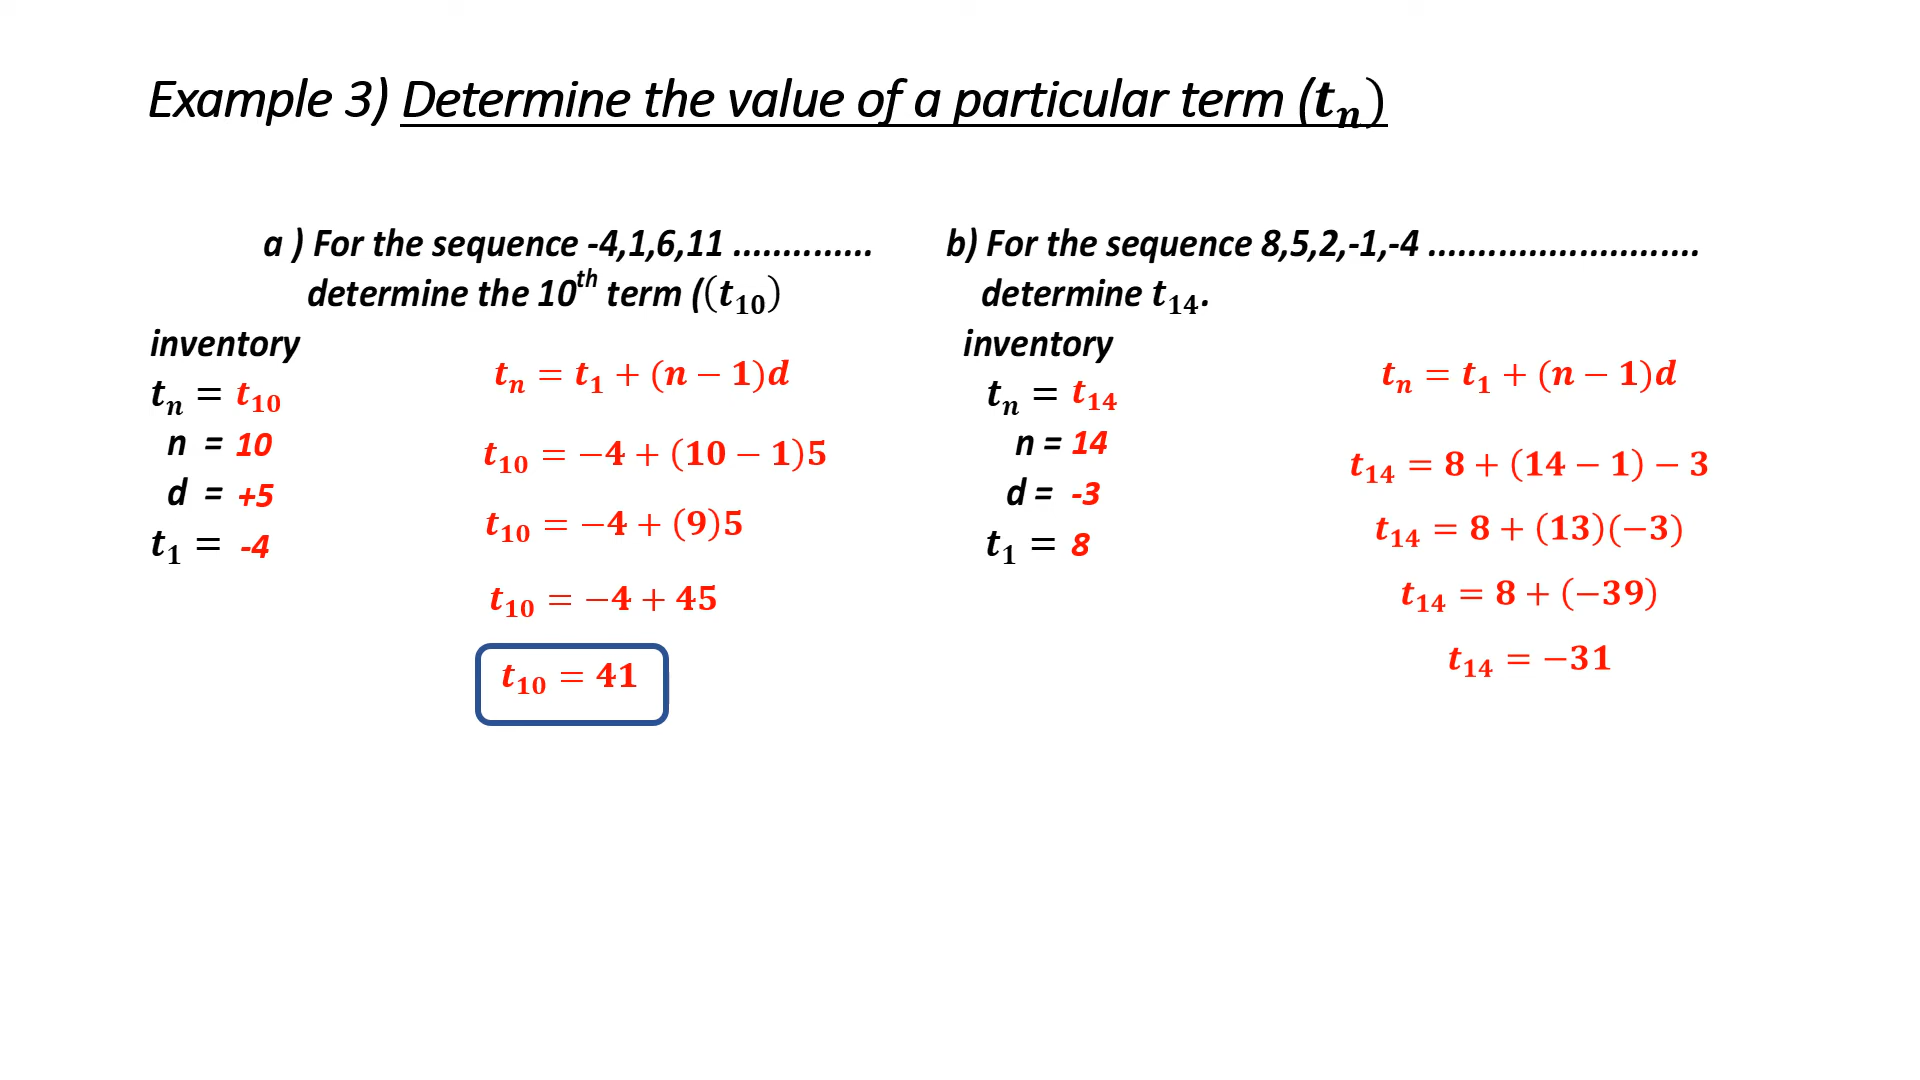 Example 3) Determine the value of a particular term (tₙ)
a ) For the sequence -4,1,6,11 ..............
determine the 10th term ((t₁₀)
inventory
tₙ = t₁₀
n = 10
d = +5
t₁ = -4
tₙ = t₁ + (n − 1)d
t₁₀ = −4 + (10 − 1)5
t₁₀ = −4 + (9)5
t₁₀ = −4 + 45
t₁₀ = 41
b) For the sequence 8,5,2,-1,-4 ...........................
determine t₁₄.
inventory
tₙ = t₁₄
n = 14
d = -3
t₁ = 8
tₙ = t₁ + (n − 1)d
t₁₄ = 8 + (14 − 1) − 3
t₁₄ = 8 + (13)(−3)
t₁₄ = 8 + (−39)
t₁₄ = −31